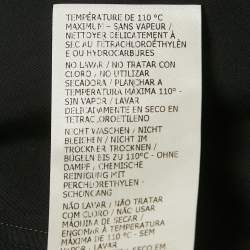 TEMPÉRATURE DE 110 °C
MAXIMUM - SANS VAPEUR /
NETTOYER DÉLICATEMENT À
SEC AU TETRACHLOROÉTHYLÈN
E OU HYDROCARBURES
NO LAVAR / NO TRATAR CON
CLORO / NO UTILIZAR
SECADORA / PLANCHAR A
TEMPERATURA MÁXIMA 110° -
SIN VAPOR / LAVAR
DELICADAMENTE EN SECO EN
TETRACLOROETILENO
NICHT WASCHEN / NICHT
BLEICHEN / NICHT IM
TROCKNER TROCKNEN /
BÜGELN BIS ZU 110°C - OHNE
DAMPF / CHEMISCHE
REINIGUNG MIT
PERCHLORETHYLEN -
SCHONGANG
NÃO LAVAR / NÃO TRATAR
COM CLORO / NÃO USAR
MÁQUINA DE SECAR /
ENGOMAR À TEMPERATURA
MÁXIMA DE 110 °C - SEM
VAPOR / LAVAR